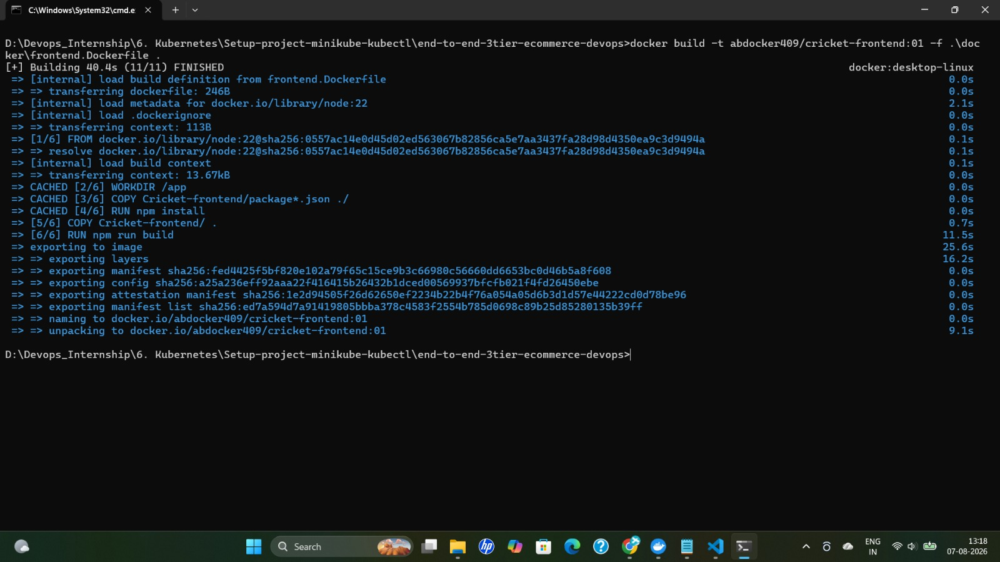 C:\Windows\System32\cmd.e
D:\Devops_Internship\6. Kubernetes\Setup-project-minikube-kubectl\end-to-end-3tier-ecommerce-devops>docker build -t abdocker409/cricket-frontend:01 -f .\doc
ker\frontend.Dockerfile .
[+] Building 40.4s (11/11) FINISHED docker:desktop-linux
=> [internal] load build definition from frontend.Dockerfile 0.0s
=> => transferring dockerfile: 246B 0.0s
=> [internal] load metadata for docker.io/library/node:22 2.1s
=> [internal] load .dockerignore 0.0s
=> => transferring context: 113B 0.0s
=> [1/6] FROM docker.io/library/node:22@sha256:0557ac14e0d45d02ed563067b82856ca5e7aa3437fa28d98d4350ea9c3d9494a 0.1s
=> => resolve docker.io/library/node:22@sha256:0557ac14e0d45d02ed563067b82856ca5e7aa3437fa28d98d4350ea9c3d9494a 0.1s
=> [internal] load build context 0.1s
=> => transferring context: 13.67kB 0.0s
=> CACHED [2/6] WORKDIR /app 0.0s
=> CACHED [3/6] COPY Cricket-frontend/package*.json ./ 0.0s
=> CACHED [4/6] RUN npm install 0.0s
=> [5/6] COPY Cricket-frontend/ . 0.7s
=> [6/6] RUN npm run build 11.5s
=> exporting to image 25.6s
=> => exporting layers 16.2s
=> => exporting manifest sha256:fed4425f5bf820e102a79f65c15ce9b3c66980c56660dd6653bc0d46b5a8f608 0.0s
=> => exporting config sha256:a25a236eff92aaa22f416415b26432b1dced00569937bfcfb021f4fd26450ebe 0.0s
=> => exporting attestation manifest sha256:1e2d94505f26d62650ef2234b22b4f76a054a05d6b3d1d57e44222cd0d78be96 0.0s
=> => exporting manifest list sha256:ed7a594d7a91419805bbba378c4583f2554b785d0698c89b25d85280135b39ff 0.0s
=> => naming to docker.io/abdocker409/cricket-frontend:01 0.0s
=> => unpacking to docker.io/abdocker409/cricket-frontend:01 9.1s
D:\Devops_Internship\6. Kubernetes\Setup-project-minikube-kubectl\end-to-end-3tier-ecommerce-devops>
Search
hp
ENG
IN
13:18
07-08-2026